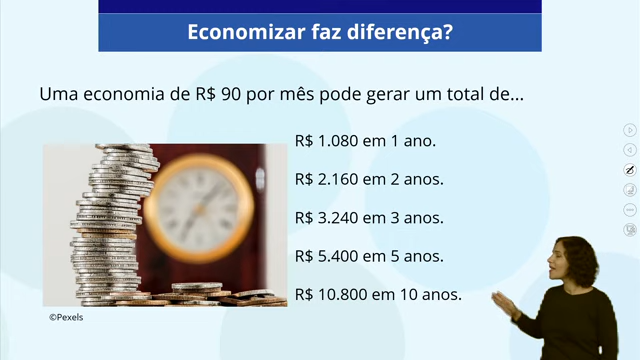 Economizar faz diferença?
Uma economia de R$ 90 por mês pode gerar um total de...
R$ 1.080 em 1 ano.
R$ 2.160 em 2 anos.
R$ 3.240 em 3 anos.
R$ 5.400 em 5 anos.
R$ 10.800 em 10 anos.
©Pexels